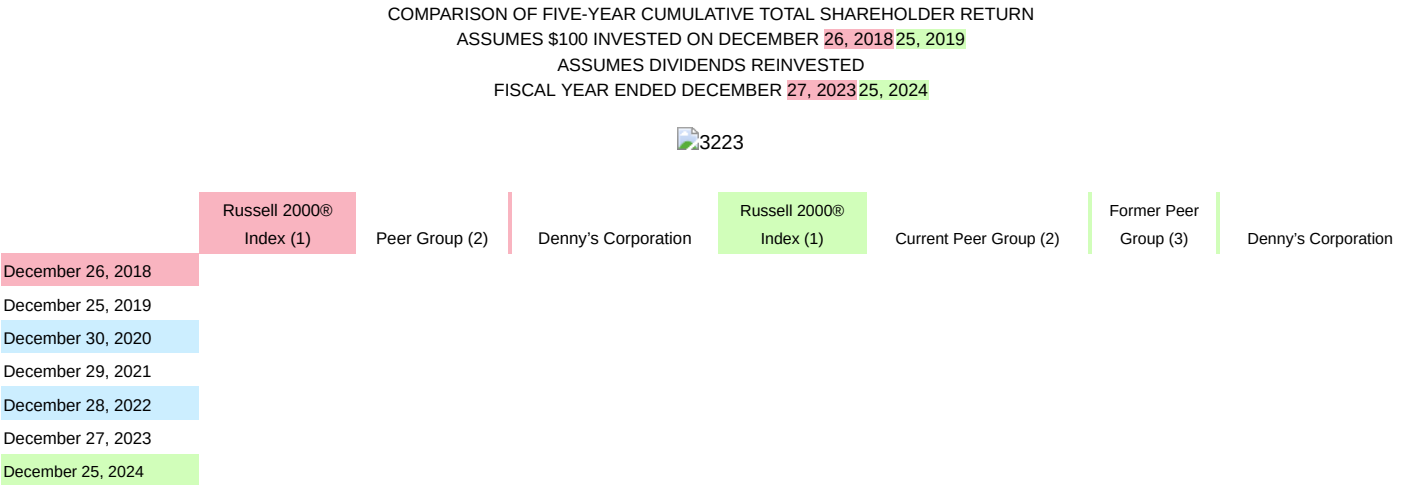 COMPARISON OF FIVE-YEAR CUMULATIVE TOTAL SHAREHOLDER RETURN
ASSUMES $100 INVESTED ON DECEMBER 26, 2018 25, 2019
ASSUMES DIVIDENDS REINVESTED
FISCAL YEAR ENDED DECEMBER 27, 2023 25, 2024
3223
Russell 2000® Russell 2000® Former Peer
Index (1) Peer Group (2) Denny’s Corporation Index (1) Current Peer Group (2) Group (3) Denny’s Corporation
December 26, 2018
December 25, 2019
December 30, 2020
December 29, 2021
December 28, 2022
December 27, 2023
December 25, 2024